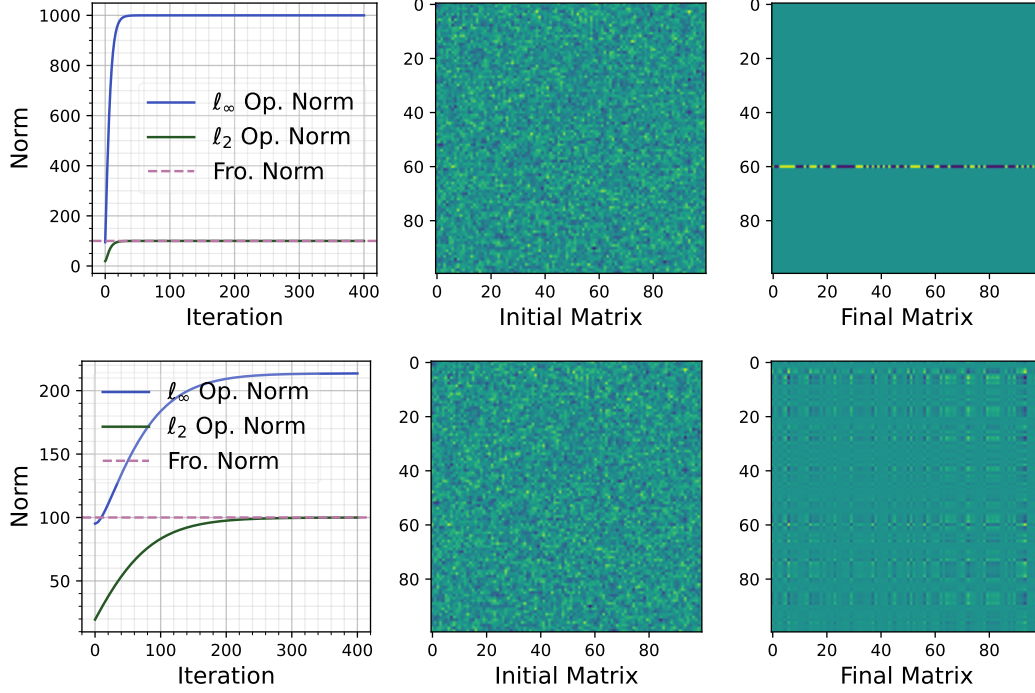 1000
800
600
400
200
0
Norm
ℓ∞ Op. Norm
ℓ2 Op. Norm
Fro. Norm
0 100 200 300 400
Iteration
0
20
40
60
80
0 20 40 60 80
Initial Matrix
0
20
40
60
80
0 20 40 60 80
Final Matrix
200
150
100
50
Norm
ℓ∞ Op. Norm
ℓ2 Op. Norm
Fro. Norm
0 100 200 300 400
Iteration
0
20
40
60
80
0 20 40 60 80
Initial Matrix
0
20
40
60
80
0 20 40 60 80
Final Matrix